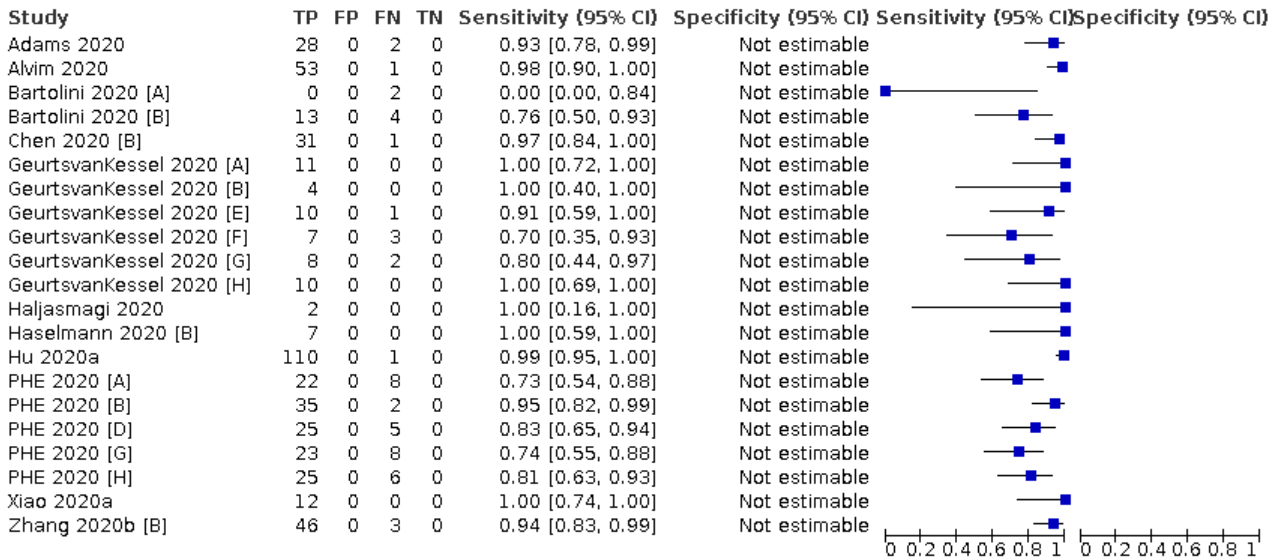 Study TP FP FN TN Sensitivity (95% CI) Specificity (95% CI) Sensitivity (95% CI) Specificity (95% CI)
Adams 2020 28 0 2 0 0.93 [0.78, 0.99] Not estimable
Alvim 2020 53 0 1 0 0.98 [0.90, 1.00] Not estimable
Bartolini 2020 [A] 0 0 2 0 0.00 [0.00, 0.84] Not estimable
Bartolini 2020 [B] 13 0 4 0 0.76 [0.50, 0.93] Not estimable
Chen 2020 [B] 31 0 1 0 0.97 [0.84, 1.00] Not estimable
GeurtsvanKessel 2020 [A] 11 0 0 0 1.00 [0.72, 1.00] Not estimable
GeurtsvanKessel 2020 [B] 4 0 0 0 1.00 [0.40, 1.00] Not estimable
GeurtsvanKessel 2020 [E] 10 0 1 0 0.91 [0.59, 1.00] Not estimable
GeurtsvanKessel 2020 [F] 7 0 3 0 0.70 [0.35, 0.93] Not estimable
GeurtsvanKessel 2020 [G] 8 0 2 0 0.80 [0.44, 0.97] Not estimable
GeurtsvanKessel 2020 [H] 10 0 0 0 1.00 [0.69, 1.00] Not estimable
Haljasmagi 2020 2 0 0 0 1.00 [0.16, 1.00] Not estimable
Haselmann 2020 [B] 7 0 0 0 1.00 [0.59, 1.00] Not estimable
Hu 2020a 110 0 1 0 0.99 [0.95, 1.00] Not estimable
PHE 2020 [A] 22 0 8 0 0.73 [0.54, 0.88] Not estimable
PHE 2020 [B] 35 0 2 0 0.95 [0.82, 0.99] Not estimable
PHE 2020 [D] 25 0 5 0 0.83 [0.65, 0.94] Not estimable
PHE 2020 [G] 23 0 8 0 0.74 [0.55, 0.88] Not estimable
PHE 2020 [H] 25 0 6 0 0.81 [0.63, 0.93] Not estimable
Xiao 2020a 12 0 0 0 1.00 [0.74, 1.00] Not estimable
Zhang 2020b [B] 46 0 3 0 0.94 [0.83, 0.99] Not estimable
0 0.2 0.4 0.6 0.8 1 0 0.2 0.4 0.6 0.8 1